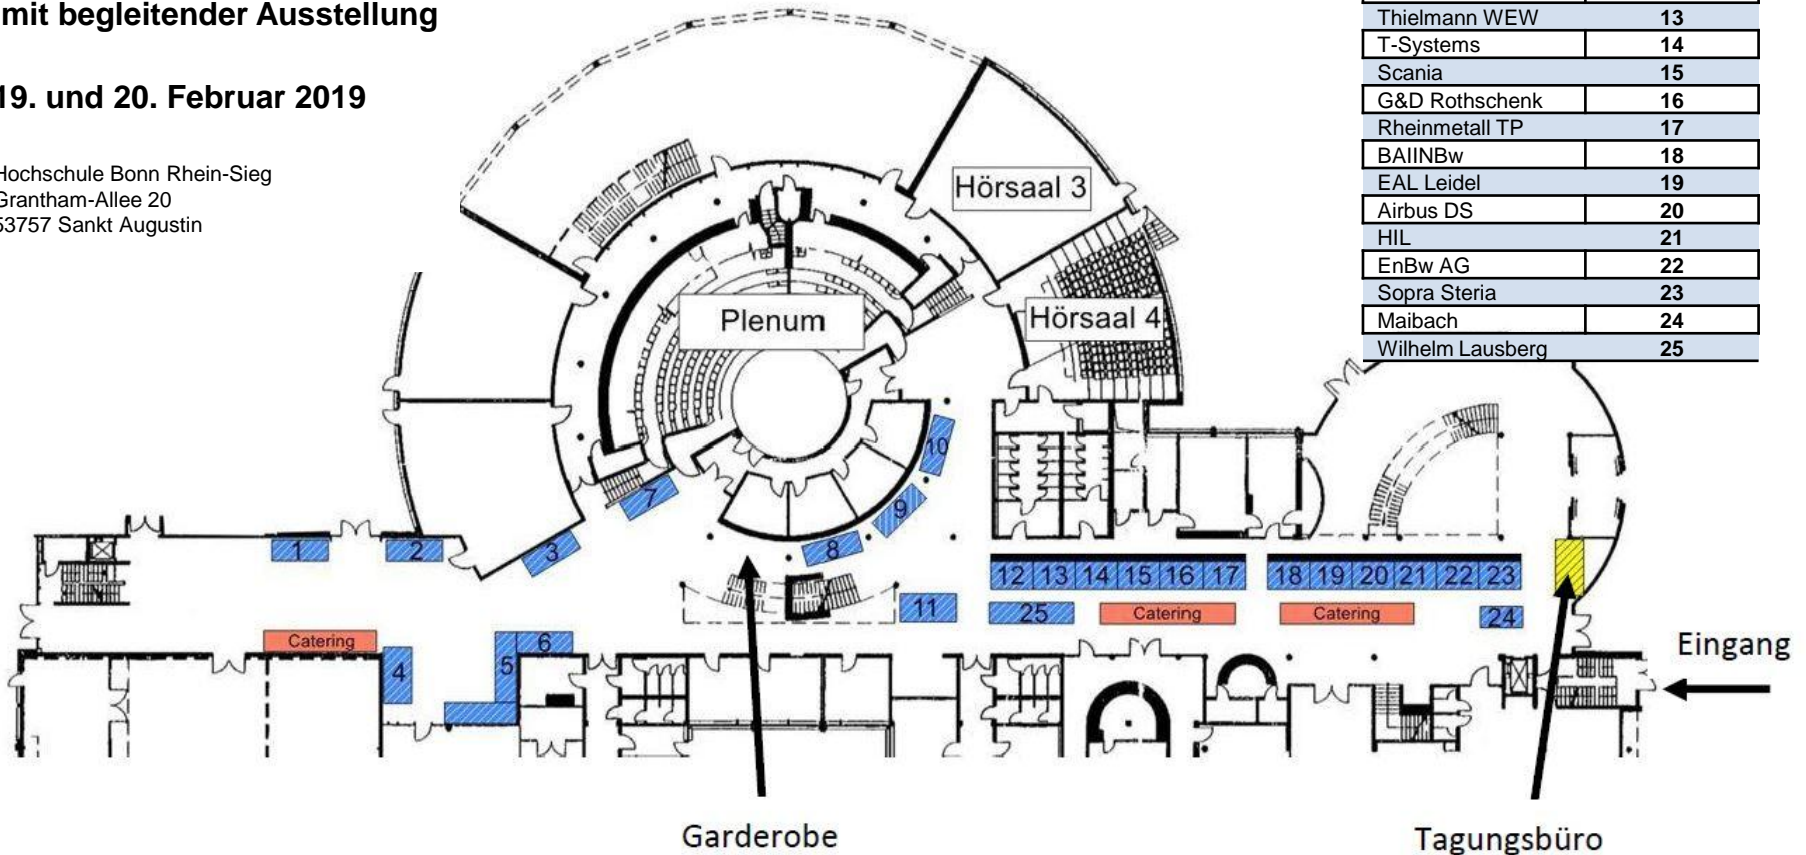 mit begleitender Ausstellung
19. und 20. Februar 2019
Hochschule Bonn Rhein-Sieg
Grantham-Allee 20
53757 Sankt Augustin
Thielmann WEW 13
T-Systems 14
Scania 15
G&D Rothschenk 16
Rheinmetall TP 17
BAIINBw 18
EAL Leidel 19
Airbus DS 20
HIL 21
EnBw AG 22
Sopra Steria 23
Maibach 24
Wilhelm Lausberg 25
Hörsaal 3
Plenum
Hörsaal 4
10
7
9
1
2
3
8
12 13 14 15 16 17
18 19 20 21 22 23
11
25
Catering
Catering
24
Catering
6
5
4
Eingang
Garderobe
Tagungsbüro